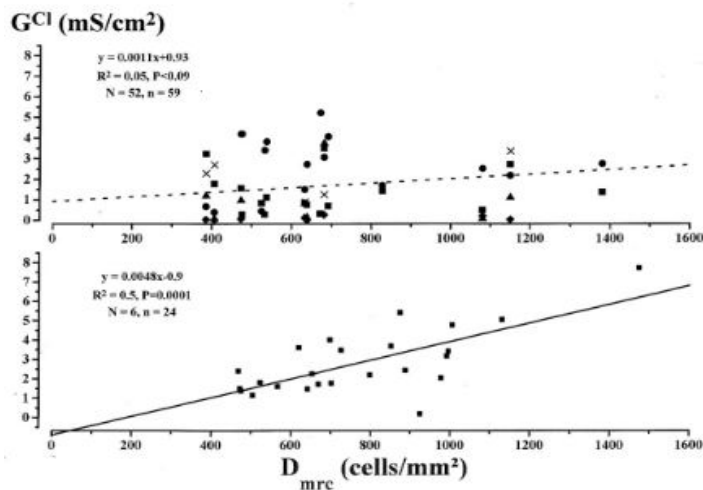 G^Cl (mS/cm²)
8
7
6
5
4
3
2
1
0
y = 0.0011x+0.93
R² = 0.05, P<0.09
N = 52, n = 59
0 200 400 600 800 1000 1200 1400 1600
8
7
6
5
4
3
2
1
0
y = 0.0048x-0.9
R² = 0.5, P=0.0001
N = 6, n = 24
0 200 400 600 800 1000 1200 1400 1600
D_mrc (cells/mm²)